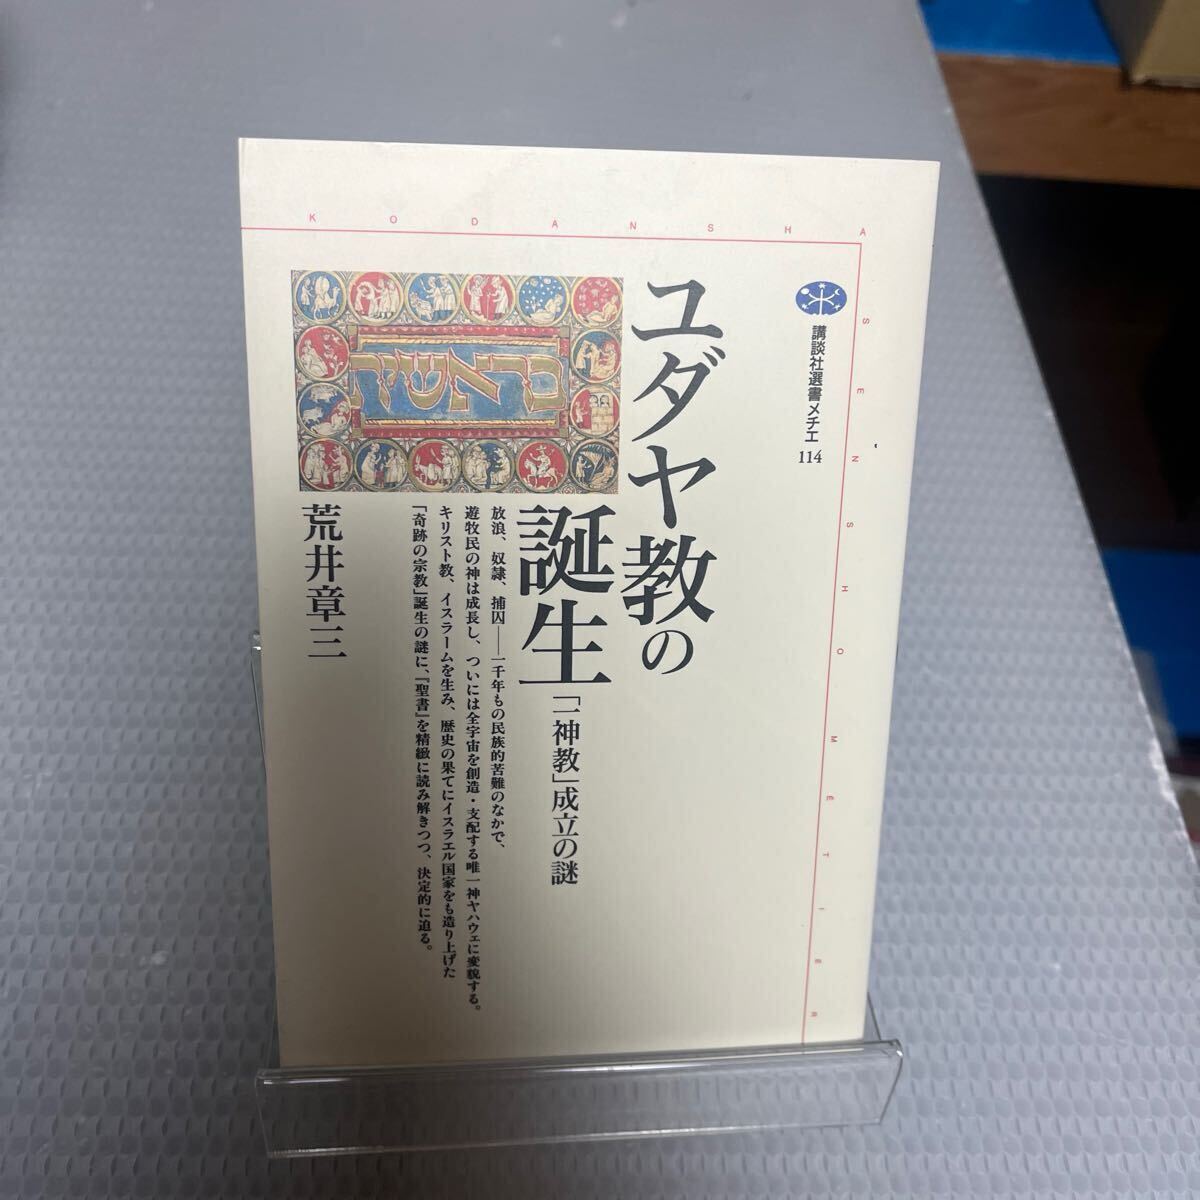 KODANSHA
SENSHO METIER
講談社選書メチエ
114
ユダヤ教の
誕生
「一神教」成立の謎
בראשית
放浪、奴隷、捕囚――一千年もの民族的苦難のなかで、
遊牧民の神は成長し、ついには全宇宙を創造・支配する唯一神ヤハウェに変貌する。
キリスト教、イスラームを生み、歴史の果てにイスラエル国家をも造り上げた
「奇跡の宗教」誕生の謎に、『聖書』を精緻に読み解きつつ、決定的に迫る。
荒井章三